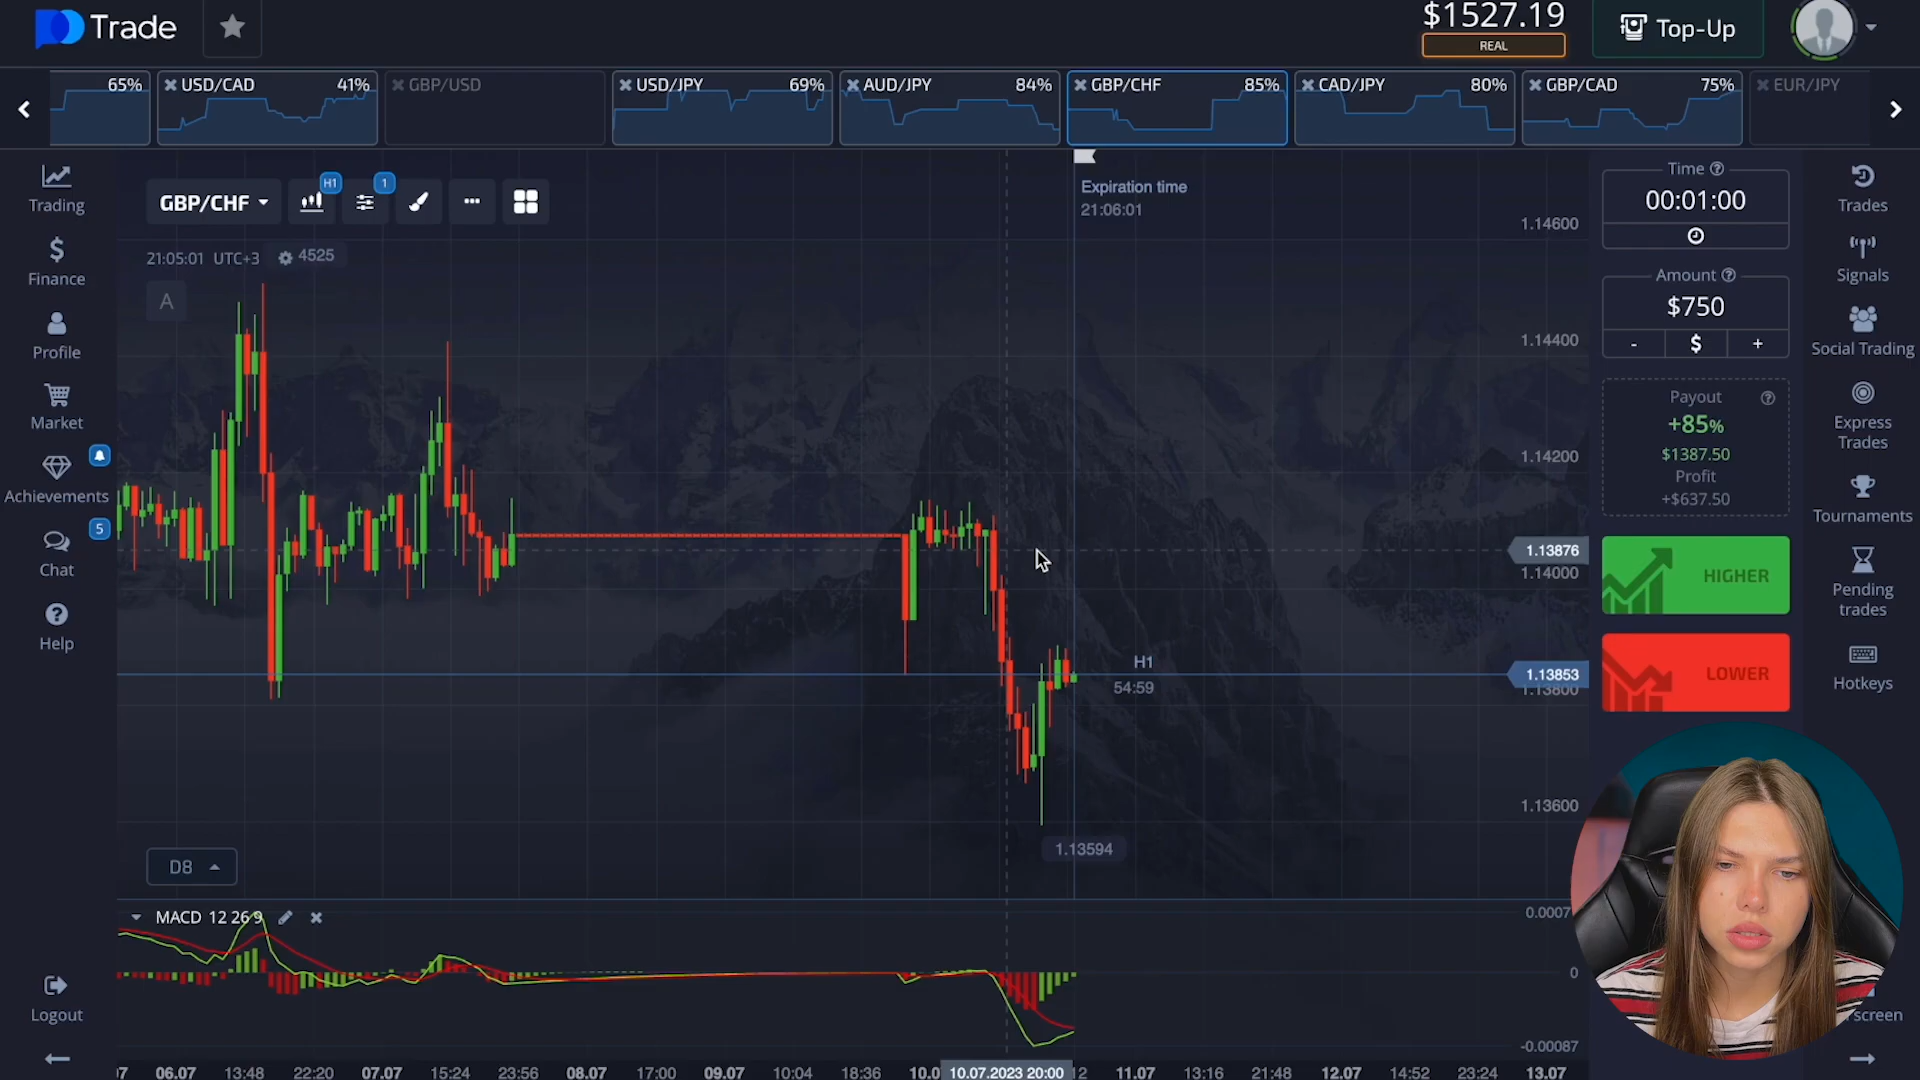 Trade
$1527.19
REAL
Top-Up
65%
USD/CAD 41%
GBP/USD
USD/JPY 69%
AUD/JPY 84%
GBP/CHF 85%
CAD/JPY 80%
GBP/CAD 75%
EUR/JPY
Trading
Finance
Profile
Market
Achievements
5
Chat
Help
Logout
GBP/CHF
H1
1
21:05:01 UTC+3
4525
A
Expiration time
21:06:01
1.14600
1.14400
1.14200
1.13876
1.14000
H1
54:59
1.13853
1.13800
1.13600
1.13594
D8
MACD 12 26 9
0.0007
0
-0.00087
06.07 13:48 22:20 07.07 15:24 23:56 08.07 17:00 09.07 10:04 18:36 10.0 10.07.2023 20:00 2 11.07 13:16 21:48 12.07 14:52 23:24 13.07
Time
00:01:00
Amount
$750
- $ +
Payout
+85%
$1387.50
Profit
+$637.50
HIGHER
LOWER
Trades
Signals
Social Trading
Express
Trades
Tournaments
Pending
trades
Hotkeys
screen